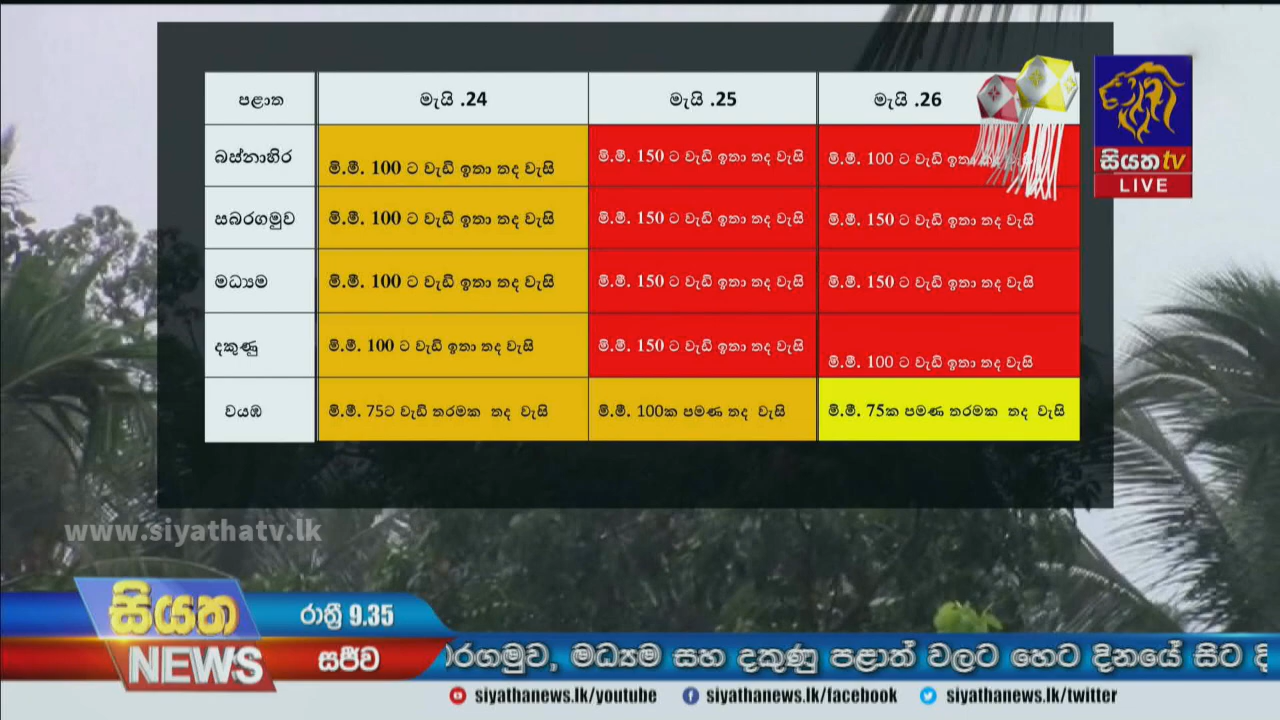 පළාත මැයි .24 මැයි .25 මැයි .26
බස්නාහිර මි.මී. 100 ට වැඩි ඉතා තද වැසි මි.මී. 150 ට වැඩි ඉතා තද වැසි මි.මී. 100 ට වැඩි ඉතා තද වැසි
සබරගමුව මි.මී. 100 ට වැඩි ඉතා තද වැසි මි.මී. 150 ට වැඩි ඉතා තද වැසි මි.මී. 150 ට වැඩි ඉතා තද වැසි
මධ්‍යම මි.මී. 100 ට වැඩි ඉතා තද වැසි මි.මී. 150 ට වැඩි ඉතා තද වැසි මි.මී. 150 ට වැඩි ඉතා තද වැසි
දකුණු මි.මී. 100 ට වැඩි ඉතා තද වැසි මි.මී. 150 ට වැඩි ඉතා තද වැසි මි.මී. 100 ට වැඩි ඉතා තද වැසි
වයඹ මි.මී. 75ට වැඩි තරමක තද වැසි මි.මී. 100ක පමණ තද වැසි මි.මී. 75ක පමණ තරමක තද වැසි
සියත tv
LIVE
www.siyathatv.lk
සියත
NEWS
රාත්‍රී 9.35
සජීව
මධ්‍යම සහ දකුණු පළාත් වලට හෙට දිනයේ සිට
siyathanews.lk/youtube siyathanews.lk/facebook siyathanews.lk/twitter